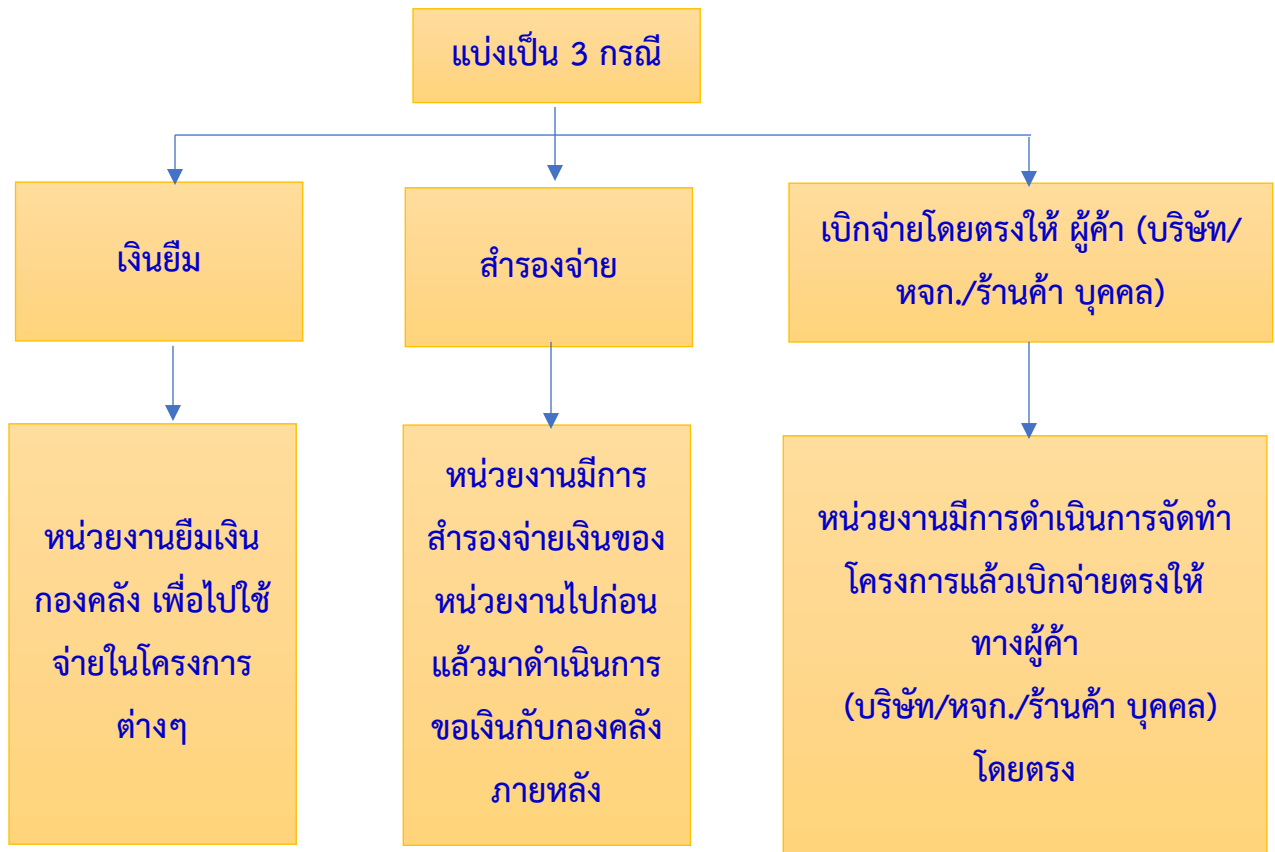 แบ่งเป็น 3 กรณี
เงินยืม
สำรองจ่าย
เบิกจ่ายโดยตรงให้ ผู้ค้า (บริษัท/
หจก./ร้านค้า บุคคล)
หน่วยงานยืมเงิน
กองคลัง เพื่อไปใช้
จ่ายในโครงการ
ต่างๆ
หน่วยงานมีการ
สำรองจ่ายเงินของ
หน่วยงานไปก่อน
แล้วมาดำเนินการ
ขอเงินกับกองคลัง
ภายหลัง
หน่วยงานมีการดำเนินการจัดทำ
โครงการแล้วเบิกจ่ายตรงให้
ทางผู้ค้า
(บริษัท/หจก./ร้านค้า บุคคล)
โดยตรง